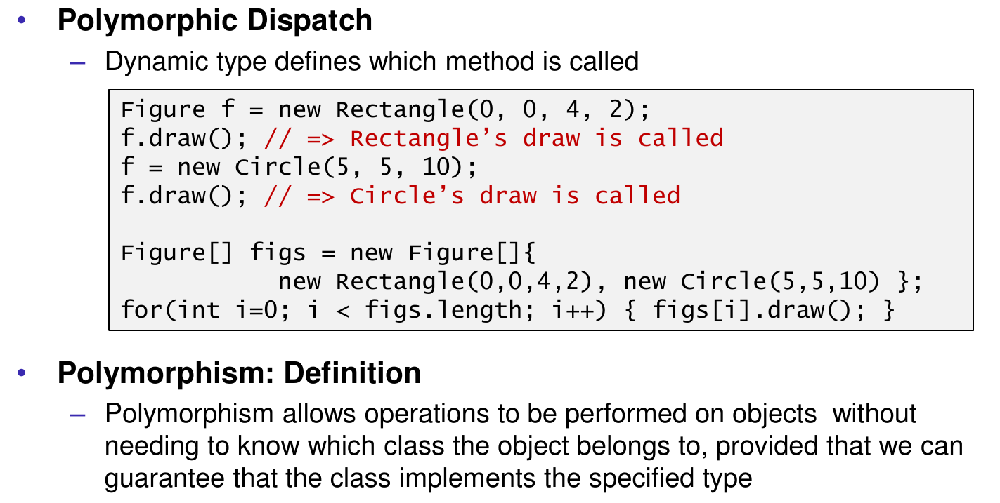 • Polymorphic Dispatch
– Dynamic type defines which method is called
Figure f = new Rectangle(0, 0, 4, 2);
f.draw(); // => Rectangle’s draw is called
f = new Circle(5, 5, 10);
f.draw(); // => Circle’s draw is called
Figure[] figs = new Figure[]{
new Rectangle(0,0,4,2), new Circle(5,5,10) };
for(int i=0; i < figs.length; i++) { figs[i].draw(); }
• Polymorphism: Definition
– Polymorphism allows operations to be performed on objects  without
needing to know which class the object belongs to, provided that we can
guarantee that the class implements the specified type